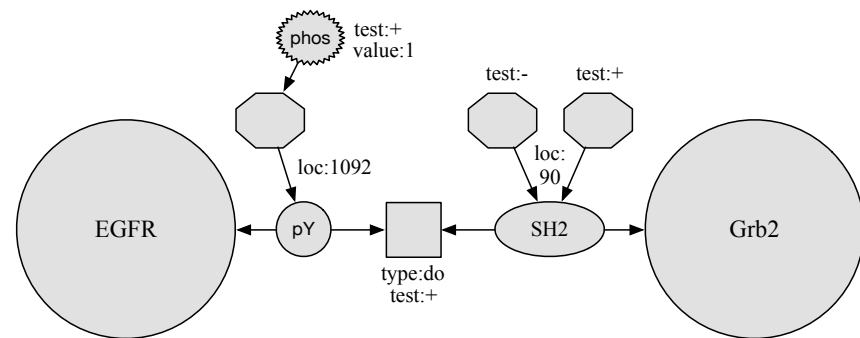 phos
test:+
value:1
test:-
test:+
loc:1092
loc:
90
EGFR
pY
SH2
Grb2
type:do
test:+